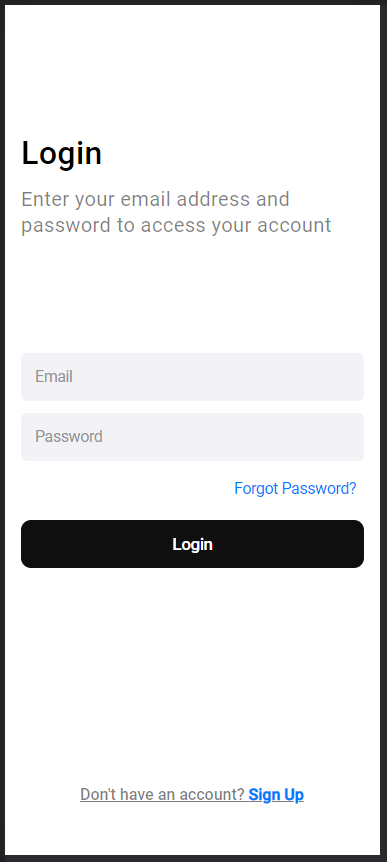 Login
Enter your email address and
password to access your account
Email
Password
Forgot Password?
Login
Don't have an account? Sign Up